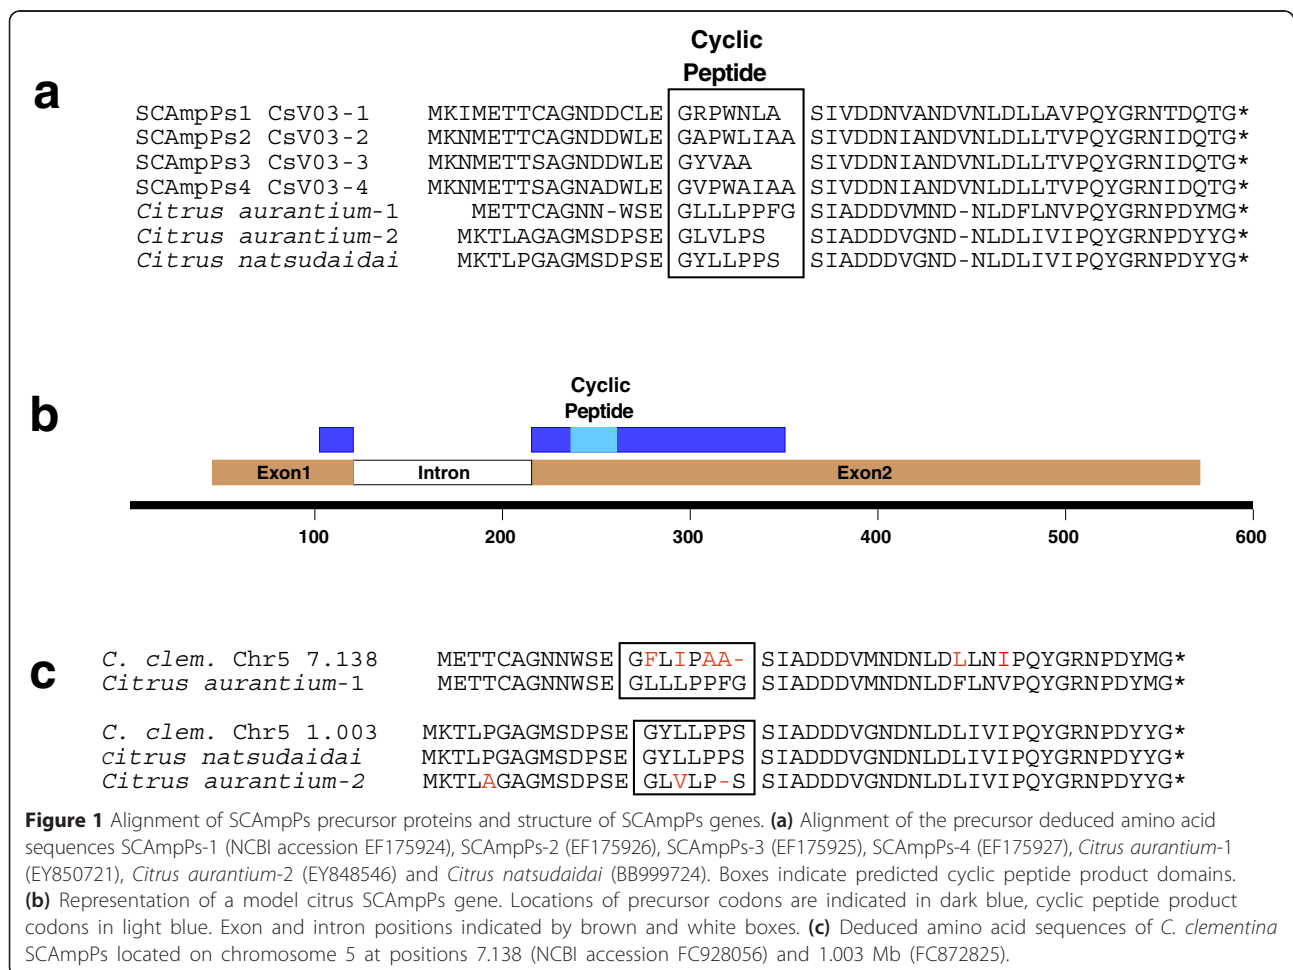 Cyclic
Peptide
a
SCAmpPs1 CsV03-1 MKIMETTCAGNDDCLE GRPWNLA SIVDDNVANDVNLDLLAVPQYGRNTDQTG*
SCAmpPs2 CsV03-2 MKNMETTCAGNDDWLE GAPWLIAA SIVDDNIANDVNLDLLTVPQYGRNIDQTG*
SCAmpPs3 CsV03-3 MKNMETTSAGNDDWLE GYVAA SIVDDNIANDVNLDLLTVPQYGRNIDQTG*
SCAmpPs4 CsV03-4 MKNMETTSAGNADWLE GVPWAIAA SIVDDNIANDVNLDLLTVPQYGRNIDQTG*
Citrus aurantium-1 METTCAGNN-WSE GLLLPPFG SIADDDVMND-NLDFLNVPQYGRNPDYMG*
Citrus aurantium-2 MKTLAGAGMSDPSE GLVLPS SIADDDVGND-NLDLIVIPQYGRNPDYYG*
Citrus natsudaidai MKTLPGAGMSDPSE GYLLPPS SIADDDVGND-NLDLIVIPQYGRNPDYYG*
b
Cyclic
Peptide
Exon1 Intron Exon2
100 200 300 400 500 600
c
C. clem. Chr5 7.138 METTCAGNNWSE GFLIPAA- SIADDDVMNDNLDLLNIPQYGRNPDYMG*
Citrus aurantium-1 METTCAGNNWSE GLLLPPFG SIADDDVMNDNLDFLNVPQYGRNPDYMG*
C. clem. Chr5 1.003 MKTLPGAGMSDPSE GYLLPPS SIADDDVGNDNLDLIVIPQYGRNPDYYG*
citrus natsudaidai MKTLPGAGMSDPSE GYLLPPS SIADDDVGNDNLDLIVIPQYGRNPDYYG*
Citrus aurantium-2 MKTLAGAGMSDPSE GLVLP-S SIADDDVGNDNLDLIVIPQYGRNPDYYG*
Figure 1 Alignment of SCAmpPs precursor proteins and structure of SCAmpPs genes. (a) Alignment of the precursor deduced amino acid
sequences SCAmpPs-1 (NCBI accession EF175924), SCAmpPs-2 (EF175926), SCAmpPs-3 (EF175925), SCAmpPs-4 (EF175927), Citrus aurantium-1
(EY850721), Citrus aurantium-2 (EY848546) and Citrus natsudaidai (BB999724). Boxes indicate predicted cyclic peptide product domains.
(b) Representation of a model citrus SCAmpPs gene. Locations of precursor codons are indicated in dark blue, cyclic peptide product
codons in light blue. Exon and intron positions indicated by brown and white boxes. (c) Deduced amino acid sequences of C. clementina
SCAmpPs located on chromosome 5 at positions 7.138 (NCBI accession FC928056) and 1.003 Mb (FC872825).